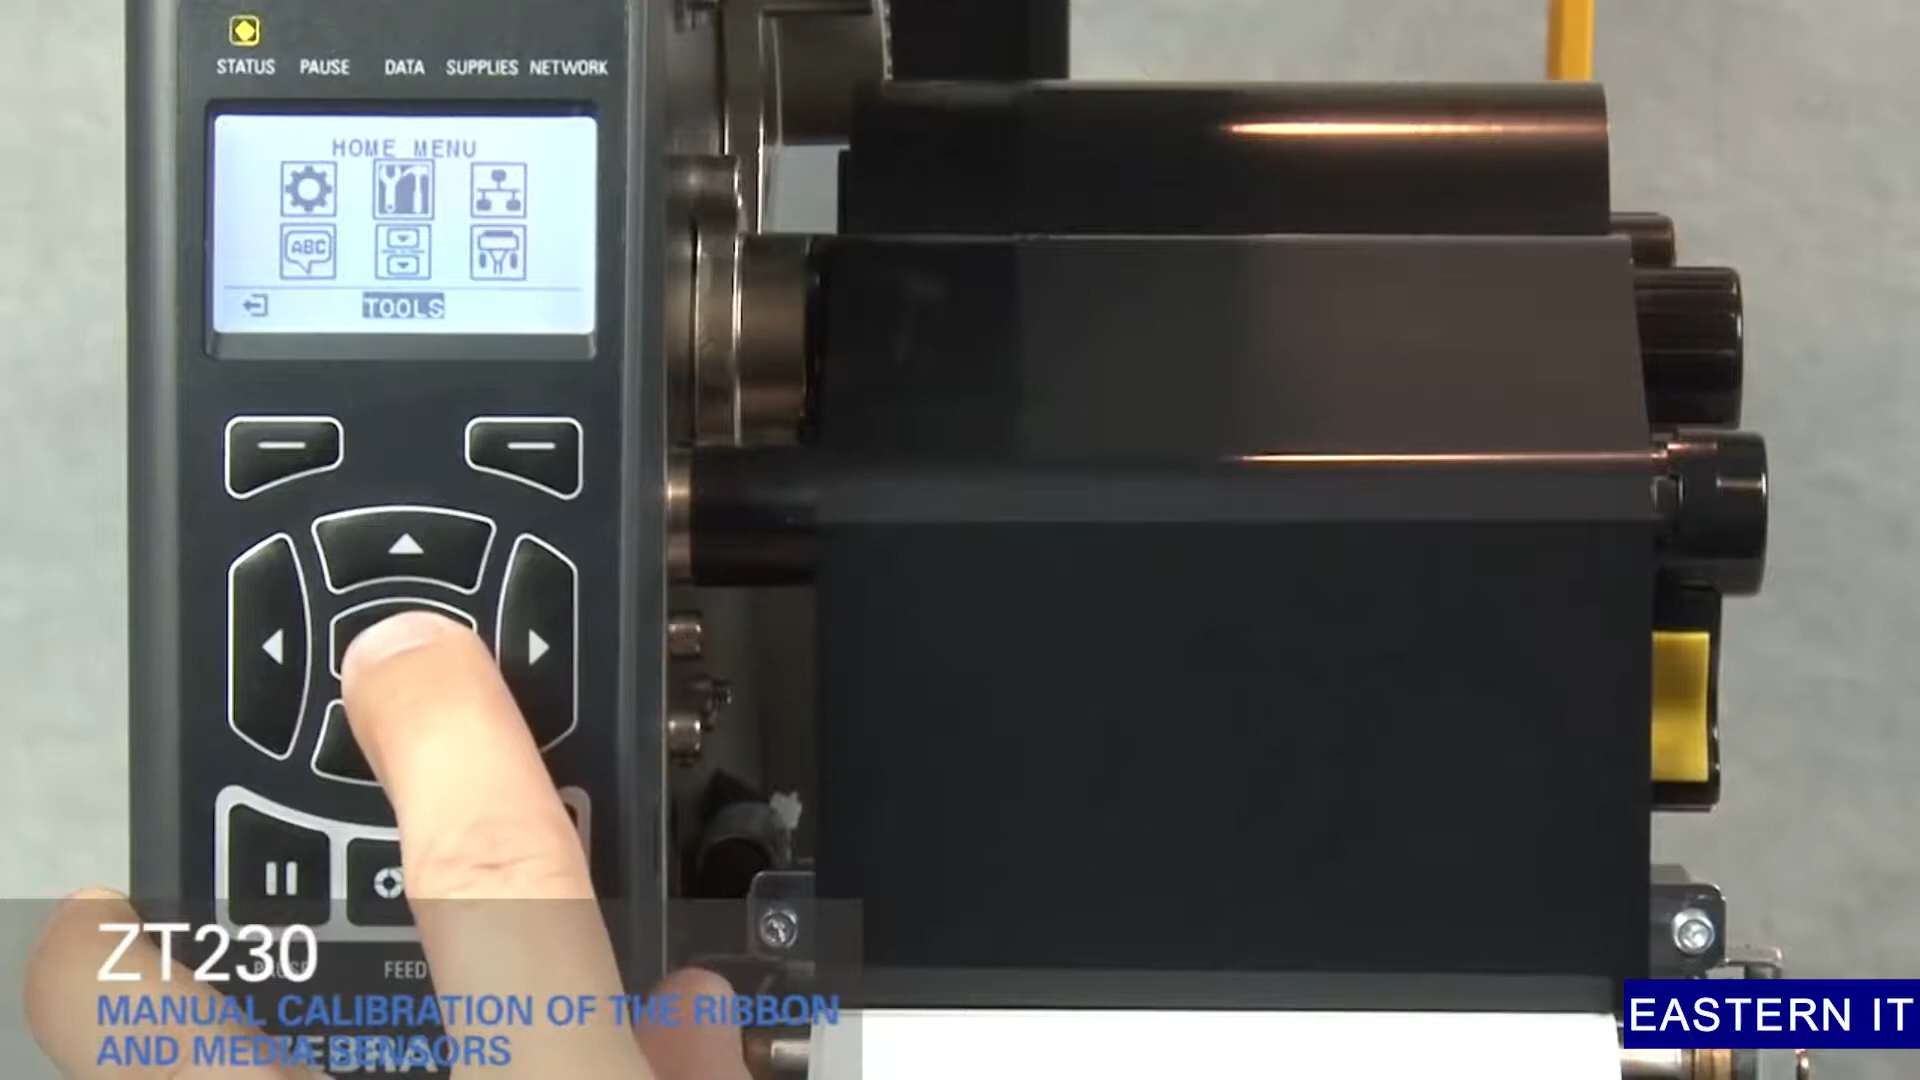 STATUS PAUSE DATA SUPPLIES NETWORK
HOME MENU
ABC
TOOLS
ZT230
PAUSE
FEED
MANUAL CALIBRATION OF THE RIBBON
AND MEDIA SENSORS
EASTERN IT